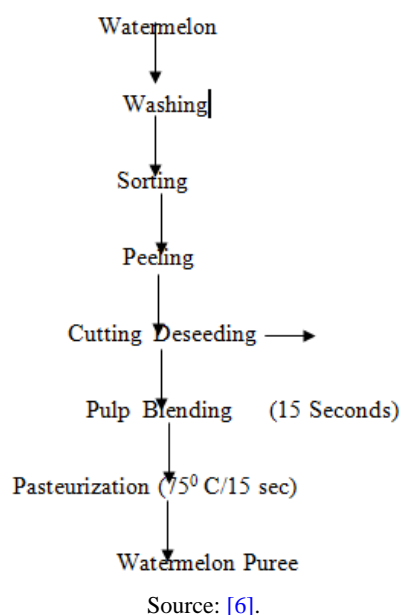 Watermelon
Washing
Sorting
Peeling
Cutting Deseeding
Pulp Blending (15 Seconds)
Pasteurization (75⁰ C/15 sec)
Watermelon Puree
Source: [6].